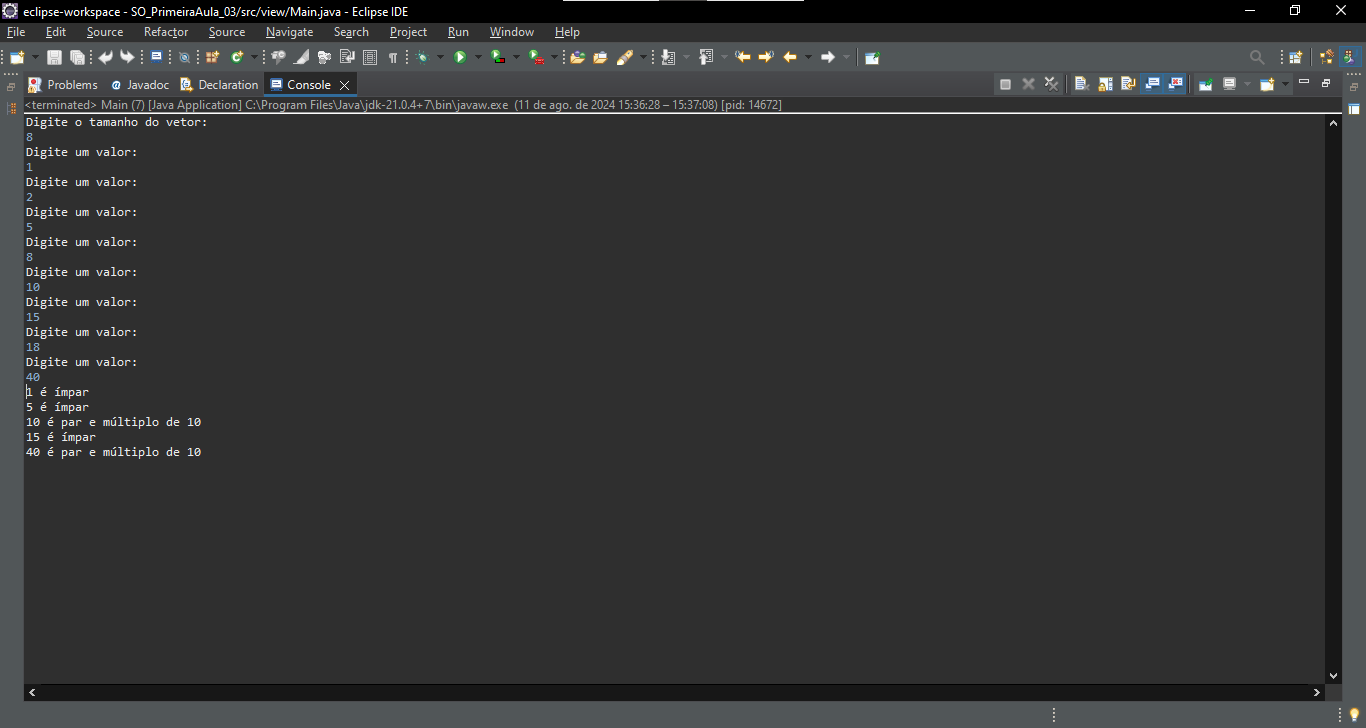 eclipse-workspace - SO_PrimeiraAula_03/src/view/Main.java - Eclipse IDE
File Edit Source Refactor Source Navigate Search Project Run Window Help
Problems Javadoc Declaration Console
<terminated> Main (7) [Java Application] C:\Program Files\Java\jdk-21.0.4+7\bin\javaw.exe (11 de ago. de 2024 15:36:28 – 15:37:08) [pid: 14672]
Digite o tamanho do vetor:
8
Digite um valor:
1
Digite um valor:
2
Digite um valor:
5
Digite um valor:
8
Digite um valor:
10
Digite um valor:
15
Digite um valor:
18
Digite um valor:
40
1 é ímpar
5 é ímpar
10 é par e múltiplo de 10
15 é ímpar
40 é par e múltiplo de 10